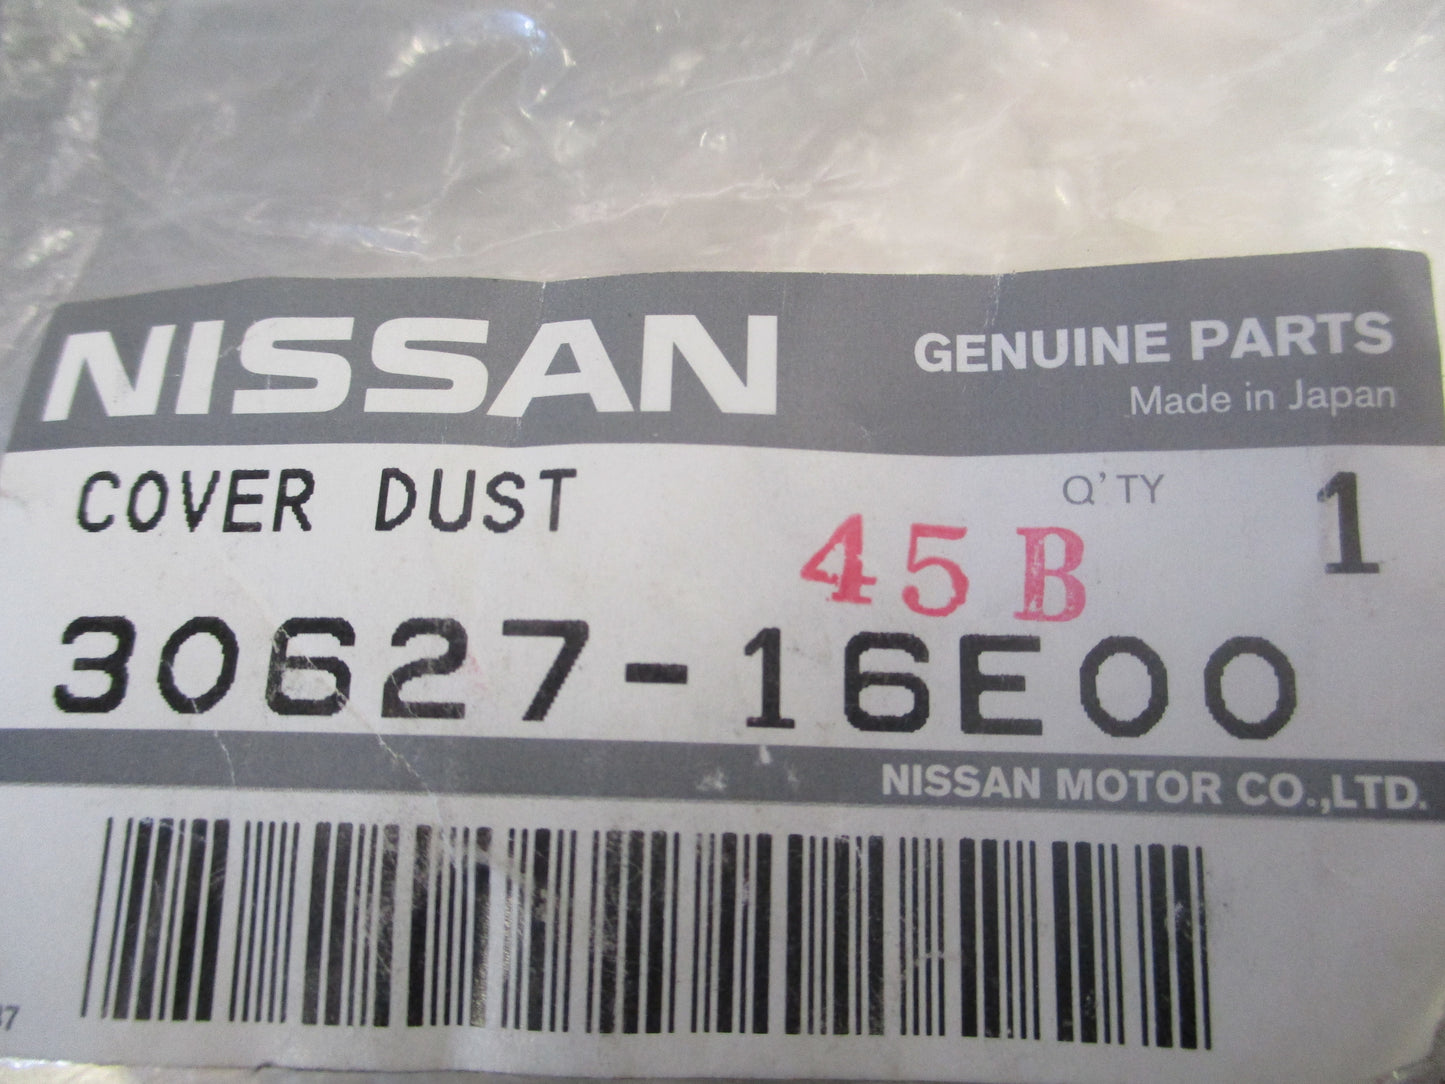 NISSAN
GENUINE PARTS
Made in Japan
COVER DUST
Q'TY 1
45B
30627-16E00
NISSAN MOTOR CO.,LTD.